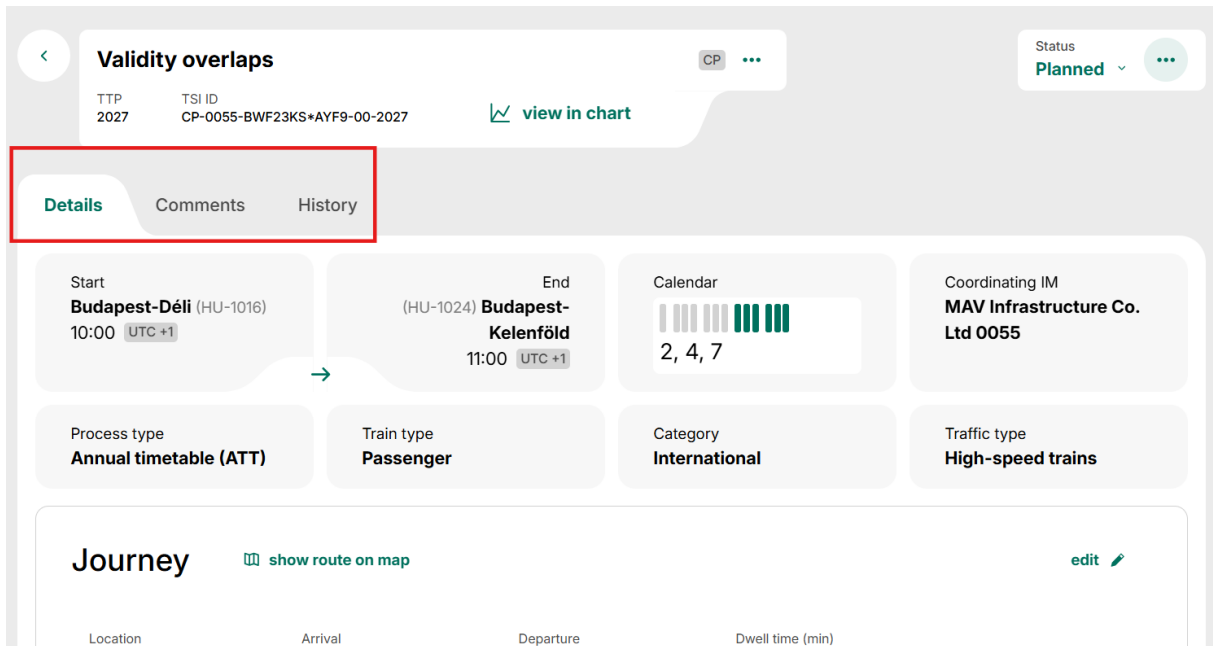 Validity overlaps
CP
•••
Status
Planned
•••
TTP
2027
TSI ID
CP-0055-BWF23KS*AYF9-00-2027
view in chart
Details
Comments
History
Start
Budapest-Déli (HU-1016)
10:00 UTC +1
End
(HU-1024) Budapest-
Kelenföld
11:00 UTC +1
Calendar
2, 4, 7
Coordinating IM
MAV Infrastructure Co.
Ltd 0055
Process type
Annual timetable (ATT)
Train type
Passenger
Category
International
Traffic type
High-speed trains
Journey
show route on map
edit
Location
Arrival
Departure
Dwell time (min)